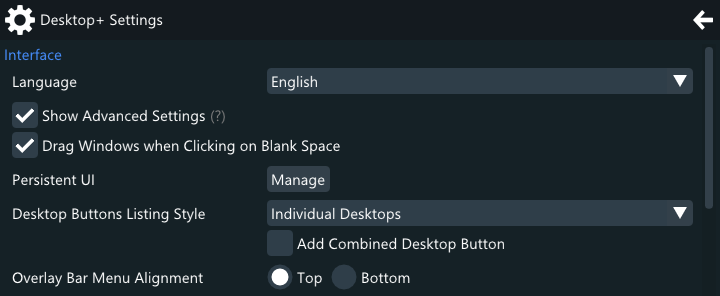 Desktop+ Settings
Interface
Language English
Show Advanced Settings (?)
Drag Windows when Clicking on Blank Space
Persistent UI Manage
Desktop Buttons Listing Style Individual Desktops
Add Combined Desktop Button
Overlay Bar Menu Alignment Top Bottom